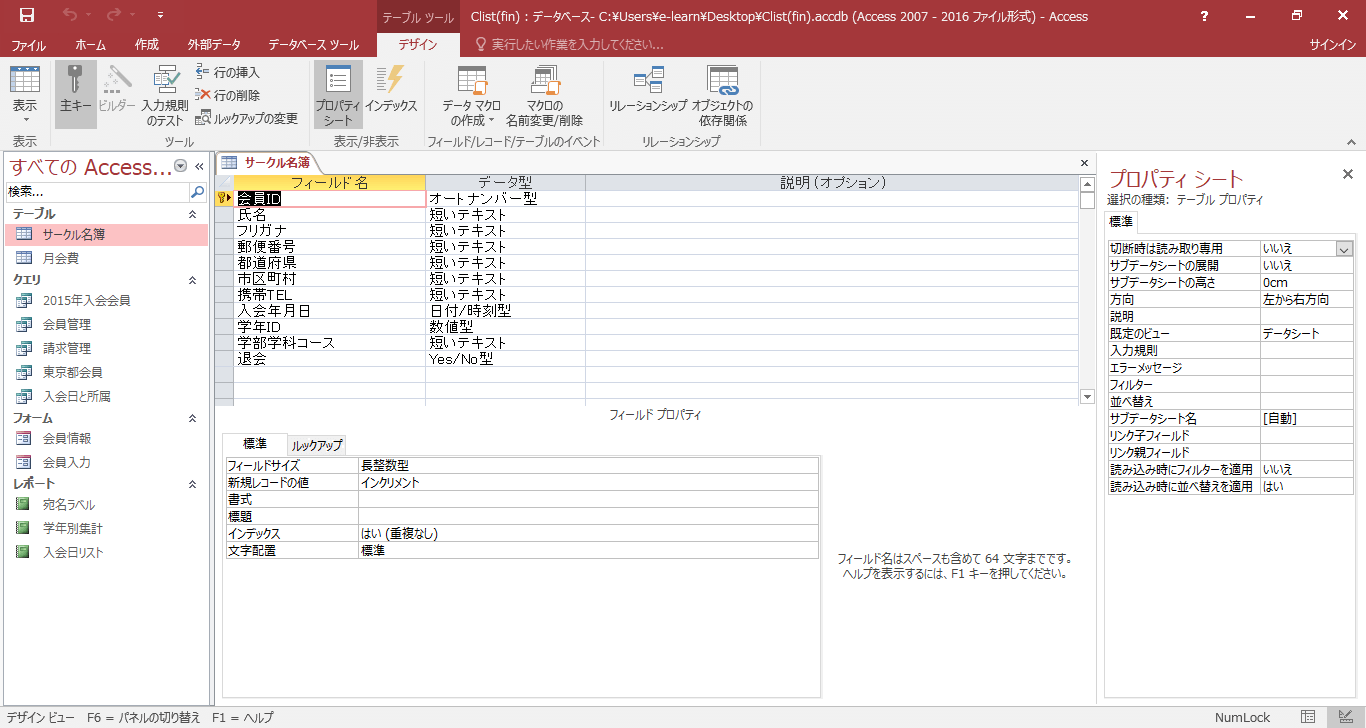 テーブル ツール
Clist(fin) : データベース- C:¥Users¥e-learn¥Desktop¥Clist(fin).accdb (Access 2007 - 2016 ファイル形式) - Access
?
ファイル ホーム 作成 外部データ データベース ツール デザイン 実行したい作業を入力してください...
サインイン
表示
主キー
ビルダー
入力規則
のテスト
行の挿入
行の削除
ルックアップの変更
プロパティ
シート
インデックス
データ マクロ
の作成
マクロの
名前変更/削除
リレーションシップ
オブジェクトの
依存関係
表示
ツール
表示/非表示
フィールド/レコード/テーブルのイベント
リレーションシップ
すべての Access...
検索...
テーブル
サークル名簿
月会費
クエリ
2015年入会会員
会員管理
請求管理
東京都会員
入会日と所属
フォーム
会員情報
会員入力
レポート
宛名ラベル
学年別集計
入会日リスト
サークル名簿
フィールド名 データ型 説明(オプション)
会員ID オートナンバー型
氏名 短いテキスト
フリガナ 短いテキスト
郵便番号 短いテキスト
都道府県 短いテキスト
市区町村 短いテキスト
携帯TEL 短いテキスト
入会年月日 日付/時刻型
学年ID 数値型
学部学科コース 短いテキスト
退会 Yes/No型
フィールド プロパティ
標準 ルックアップ
フィールドサイズ 長整数型
新規レコードの値 インクリメント
書式
標題
インデックス はい (重複なし)
文字配置 標準
フィールド名はスペースも含めて 64 文字までです。
ヘルプを表示するには、F1 キーを押してください。
プロパティ シート
選択の種類: テーブル プロパティ
標準
切断時は読み取り専用 いいえ
サブデータシートの展開 いいえ
サブデータシートの高さ 0cm
方向 左から右方向
説明
既定のビュー データシート
入力規則
エラーメッセージ
フィルター
並べ替え
サブデータシート名 [自動]
リンク子フィールド
リンク親フィールド
読み込み時にフィルターを適用 いいえ
読み込み時に並べ替えを適用 はい
デザイン ビュー F6 = パネルの切り替え F1 = ヘルプ
NumLock